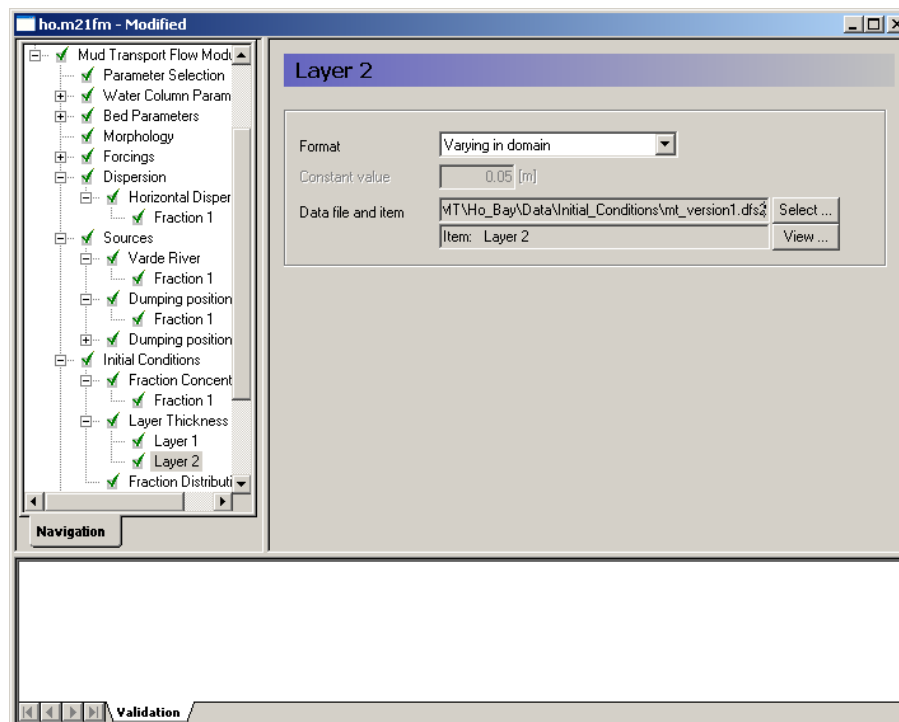 ho.m21fm - Modified
Mud Transport Flow Modu
Parameter Selection
Water Column Param
Bed Parameters
Morphology
Forcings
Dispersion
Horizontal Disper
Fraction 1
Sources
Varde River
Fraction 1
Dumping position
Fraction 1
Dumping position
Initial Conditions
Fraction Concent
Fraction 1
Layer Thickness
Layer 1
Layer 2
Fraction Distributi
Navigation
Layer 2
Format Varying in domain
Constant value 0.05 [m]
Data file and item MT\Ho_Bay\Data\Initial_Conditions\mt_version1.dfs2 Select ...
Item: Layer 2 View ...
Validation